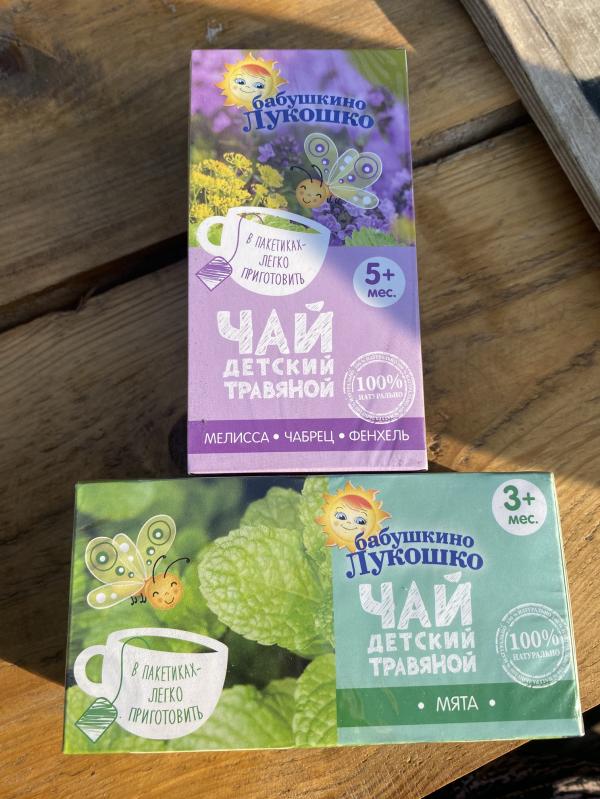 бабушкино
Лукошко
В ПАКЕТИКАХ-
ЛЕГКО
ПРИГОТОВИТЬ
5+
мес.
ЧАЙ
ДЕТСКИЙ
ТРАВЯНОЙ
100%
НАТУРАЛЬНО
МЕЛИССА • ЧАБРЕЦ • ФЕНХЕЛЬ
3+
мес.
бабушкино
Лукошко
ЧАЙ
ДЕТСКИЙ
ТРАВЯНОЙ
100%
НАТУРАЛЬНО
В ПАКЕТИКАХ-
ЛЕГКО
ПРИГОТОВИТЬ
• МЯТА •